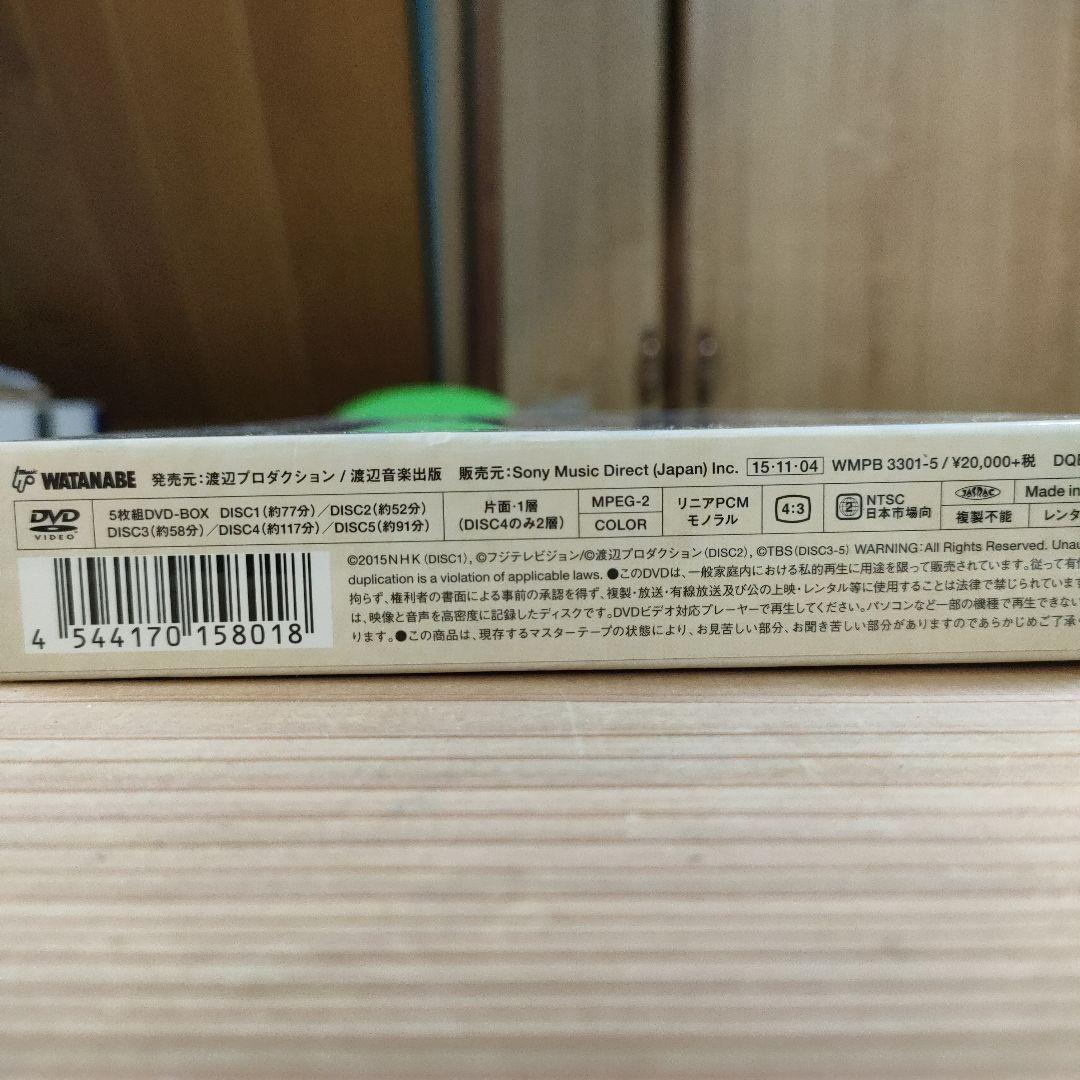 WATANABE 発売元:渡辺プロダクション / 渡辺音楽出版 販売元:Sony Music Direct (Japan) Inc. 15・11・04 WMPB 3301-5 / ¥20,000+税
DVD VIDEO
5枚組DVD-BOX DISC1(約77分)／DISC2(約52分)
DISC3(約58分)／DISC4(約117分)／DISC5(約91分)
片面・1層
(DISC4のみ2層)
MPEG-2
COLOR
リニアPCM
モノラル
4:3
2 NTSC
日本市場向
JASRAC
複製不能
Made in
©2015NHK (DISC1), ©フジテレビジョン/©渡辺プロダクション(DISC2), ©TBS(DISC3-5) WARNING:All Rights Reserved.
duplication is a violation of applicable laws. ●このDVDは、一般家庭内における私的再生に用途を限って販売されています。従って
拘らず、権利者の書面による事前の承認を得ず、複製・放送・有線放送及び公の上映・レンタル等に使用することは法律で禁じられています
は、映像と音声を高密度に記録したディスクです。DVDビデオ対応プレーヤーで再生してください。パソコンなど一部の機種で再生できない
ります。●この商品は、現存するマスターテープの状態により、お見苦しい部分、お聞き苦しい部分がありますのであらかじめご了承
4 544170 158018